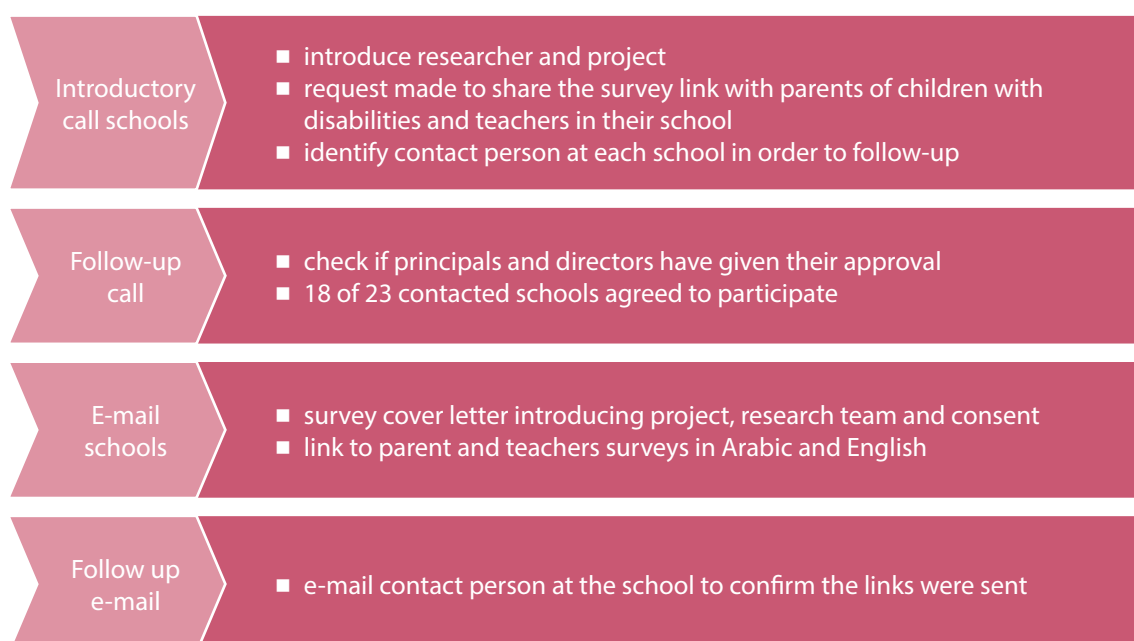 Introductory
call schools
■ introduce researcher and project
■ request made to share the survey link with parents of children with
disabilities and teachers in their school
■ identify contact person at each school in order to follow-up
Follow-up
call
■ check if principals and directors have given their approval
■ 18 of 23 contacted schools agreed to participate
E-mail
schools
■ survey cover letter introducing project, research team and consent
■ link to parent and teachers surveys in Arabic and English
Follow up
e-mail
■ e-mail contact person at the school to confirm the links were sent